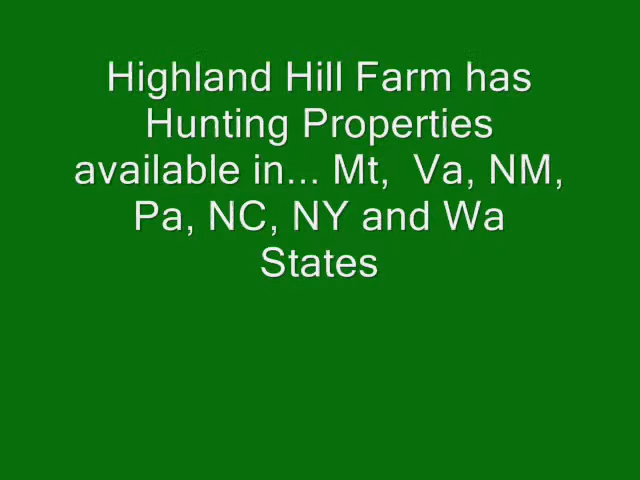 Highland Hill Farm has
Hunting Properties
available in... Mt,  Va, NM,
Pa, NC, NY and Wa
States